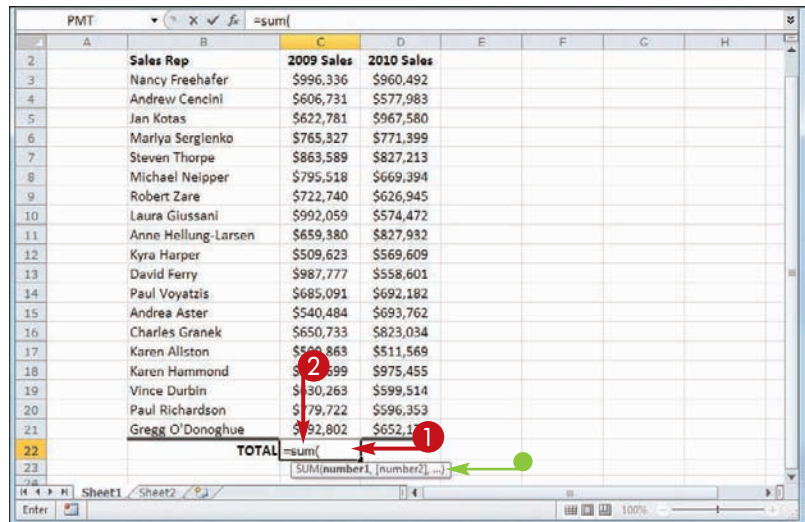 PMT =sum(
A B C D E F G H
2 Sales Rep 2009 Sales 2010 Sales
3 Nancy Freehafer $996,336 $960,492
4 Andrew Cencini $606,731 $577,983
5 Jan Kotas $622,781 $967,580
6 Mariya Sergienko $765,327 $771,399
7 Steven Thorpe $863,589 $827,213
8 Michael Neipper $795,518 $669,394
9 Robert Zare $722,740 $626,945
10 Laura Giussani $992,059 $574,472
11 Anne Hellung-Larsen $659,380 $827,932
12 Kyra Harper $509,623 $569,609
13 David Ferry $987,777 $558,601
14 Paul Voyatzis $685,091 $692,182
15 Andrea Aster $540,484 $693,762
16 Charles Granek $650,733 $823,034
17 Karen Aliston $511,569
2
18 Karen Hammond $975,455
19 Vince Durbin $599,514
20 Paul Richardson $596,353
21 Gregg O'Donoghue
1
22 TOTAL =sum(
23 SUM(number1, [number2], ...)
24
Sheet1 Sheet2
Enter 100%